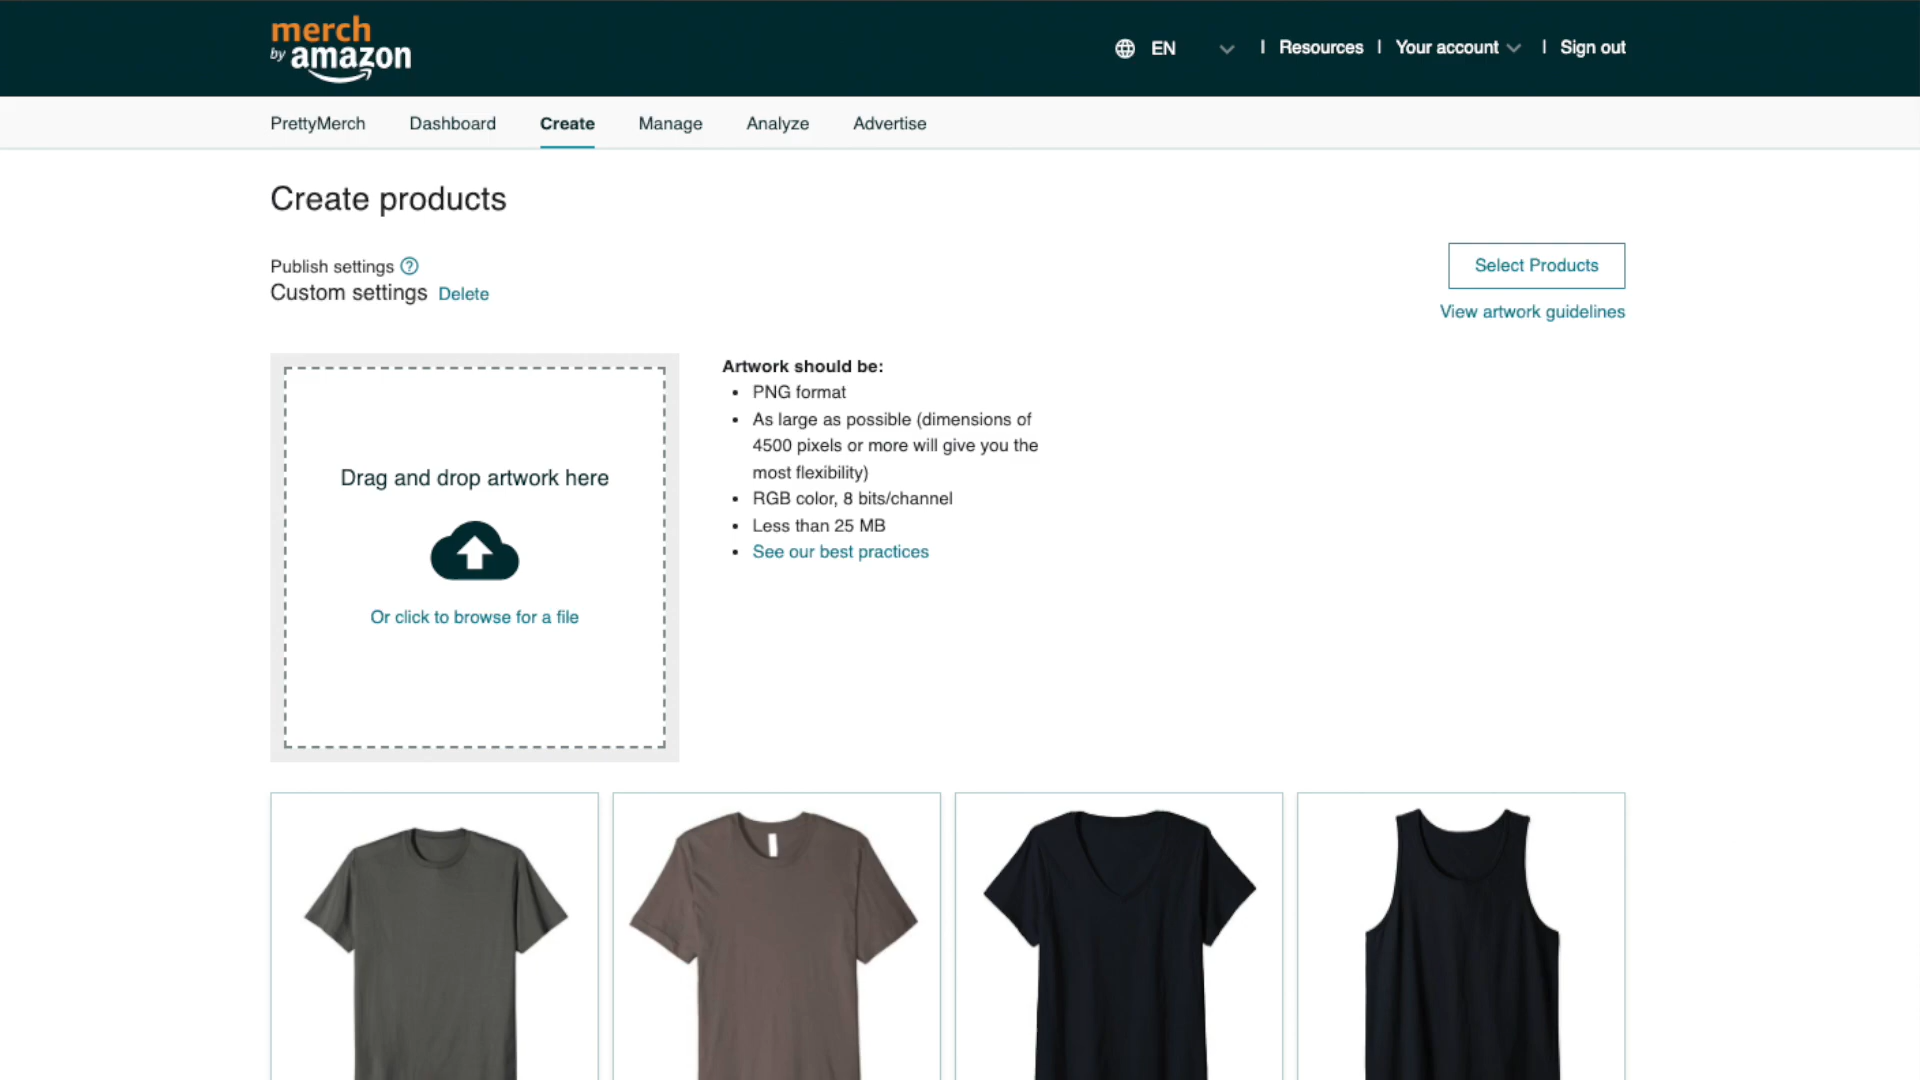 merch
by amazon
EN
| Resources | Your account | Sign out
PrettyMerch Dashboard Create Manage Analyze Advertise
Create products
Publish settings ?
Custom settings Delete
Select Products
View artwork guidelines
Drag and drop artwork here
Or click to browse for a file
Artwork should be:
• PNG format
• As large as possible (dimensions of
4500 pixels or more will give you the
most flexibility)
• RGB color, 8 bits/channel
• Less than 25 MB
• See our best practices